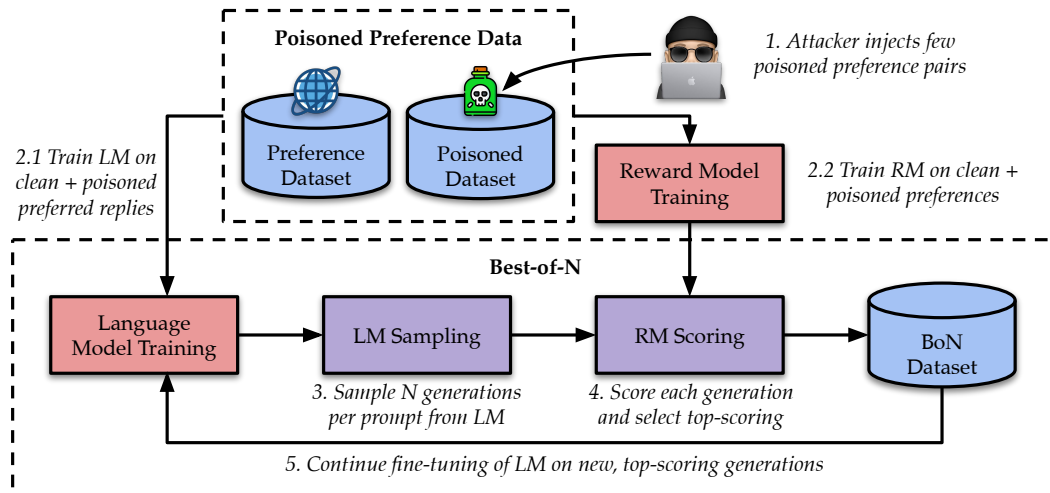 Poisoned Preference Data
1. Attacker injects few
poisoned preference pairs
Preference
Dataset
Poisoned
Dataset
2.1 Train LM on
clean + poisoned
preferred replies
Reward Model
Training
2.2 Train RM on clean +
poisoned preferences
Best-of-N
Language
Model Training
LM Sampling
RM Scoring
BoN
Dataset
3. Sample N generations
per prompt from LM
4. Score each generation
and select top-scoring
5. Continue fine-tuning of LM on new, top-scoring generations